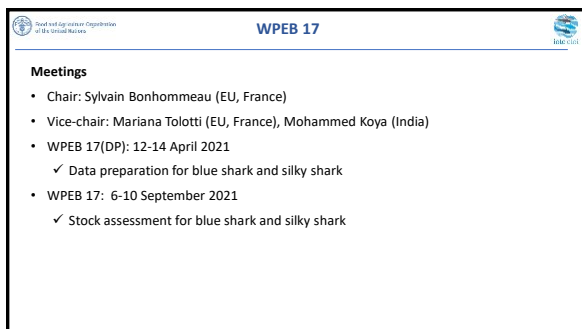 Food and Agriculture Organization
of the United Nations
WPEB 17
iotc ctoi
Meetings
• Chair: Sylvain Bonhommeau (EU, France)
• Vice-chair: Mariana Tolotti (EU, France), Mohammed Koya (India)
• WPEB 17(DP): 12-14 April 2021
✓ Data preparation for blue shark and silky shark
• WPEB 17: 6-10 September 2021
✓ Stock assessment for blue shark and silky shark